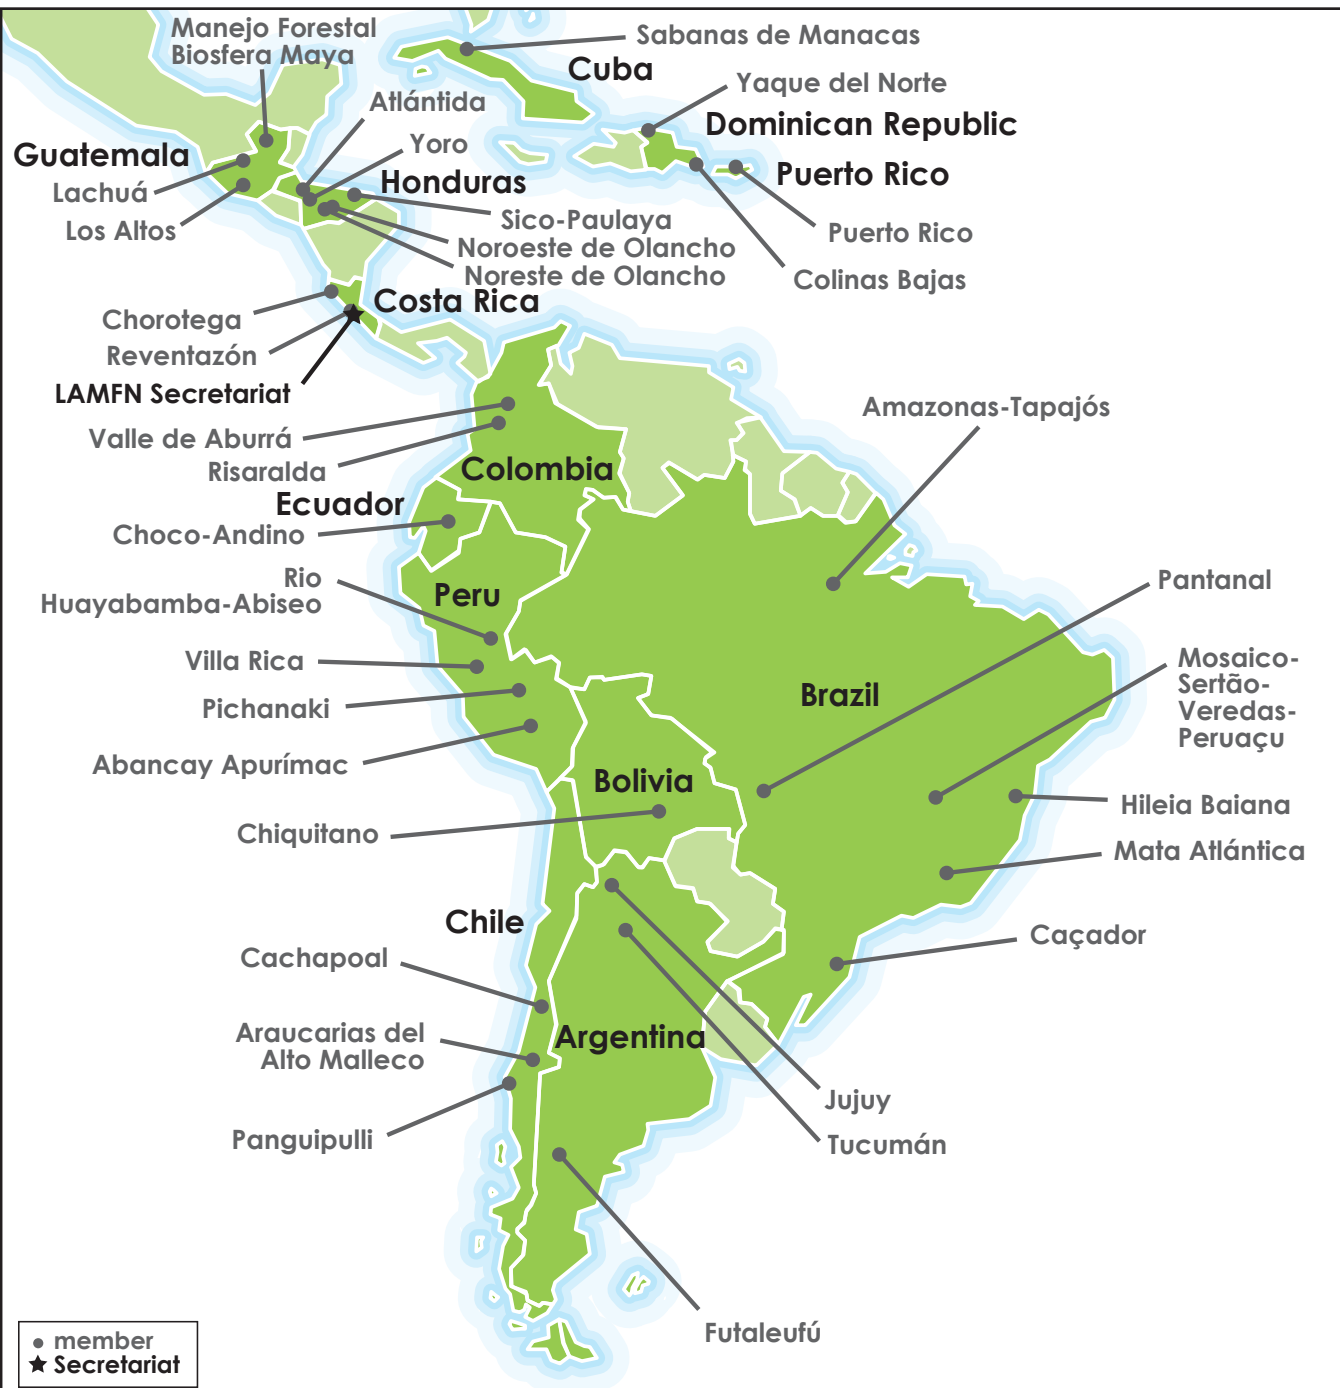 Manejo Forestal
Biosfera Maya
Sabanas de Manacas
Cuba
Yaque del Norte
Atlántida
Dominican Republic
Yoro
Guatemala
Honduras
Puerto Rico
Lachuá
Sico-Paulaya
Los Altos
Puerto Rico
Noroeste de Olancho
Noreste de Olancho
Colinas Bajas
Costa Rica
Chorotega
Reventazón
LAMFN Secretariat
Amazonas-Tapajós
Valle de Aburrá
Risaralda
Colombia
Ecuador
Choco-Andino
Rio
Huayabamba-Abiseo
Peru
Pantanal
Villa Rica
Mosaico-
Sertão-
Veredas-
Peruaçu
Pichanaki
Brazil
Abancay Apurímac
Bolivia
Hileia Baiana
Chiquitano
Mata Atlántica
Chile
Caçador
Cachapoal
Araucarias del
Alto Malleco
Argentina
Jujuy
Panguipulli
Tucumán
Futaleufú
member
Secretariat